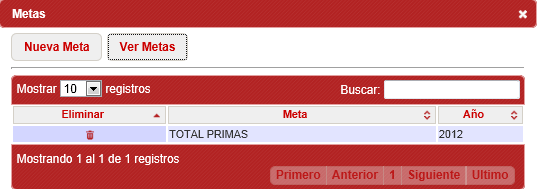 Metas
Nueva Meta Ver Metas
Mostrar 10 registros Buscar:
Eliminar Meta Año
TOTAL PRIMAS 2012
Mostrando 1 al 1 de 1 registros
Primero Anterior 1 Siguiente Ultimo